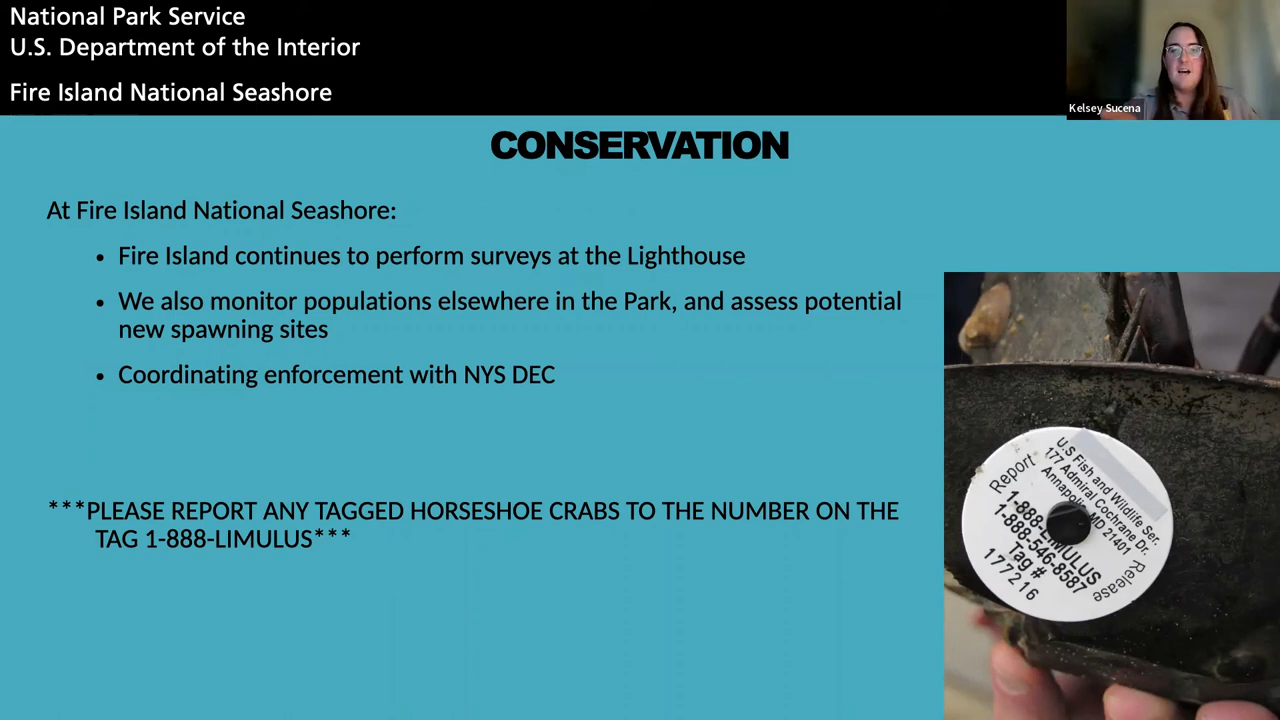 National Park Service
U.S. Department of the Interior
Fire Island National Seashore
Kelsey Sucena
CONSERVATION
At Fire Island National Seashore:
• Fire Island continues to perform surveys at the Lighthouse
• We also monitor populations elsewhere in the Park, and assess potential
new spawning sites
• Coordinating enforcement with NYS DEC
***PLEASE REPORT ANY TAGGED HORSESHOE CRABS TO THE NUMBER ON THE
TAG 1-888-LIMULUS***
U.S Fish and Wildlife Ser.
177 Admiral Cochrane Dr.
Annapolis, MD 21401
Report
1-888-LIMULUS
1-888-546-8587
Tag #
177216
Release